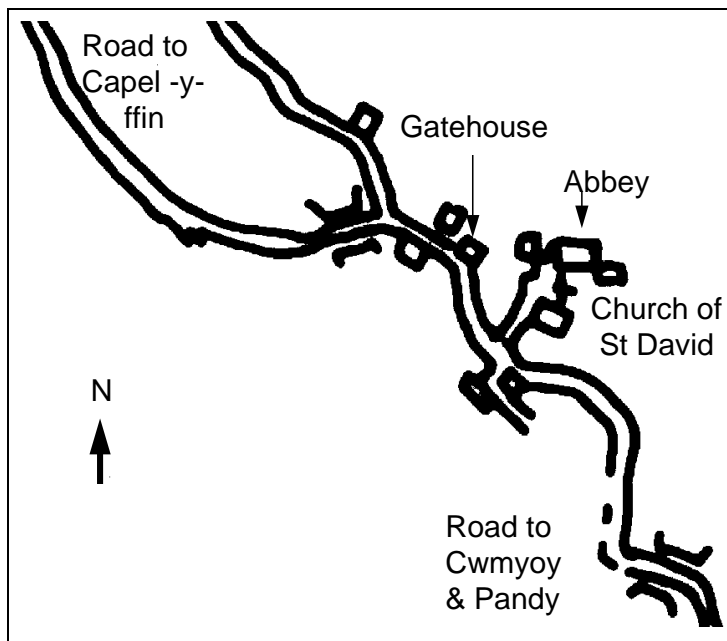 Road to
Capel -y-
ffin
Gatehouse
Abbey
Church of
St David
N
Road to
Cwmyoy
& Pandy